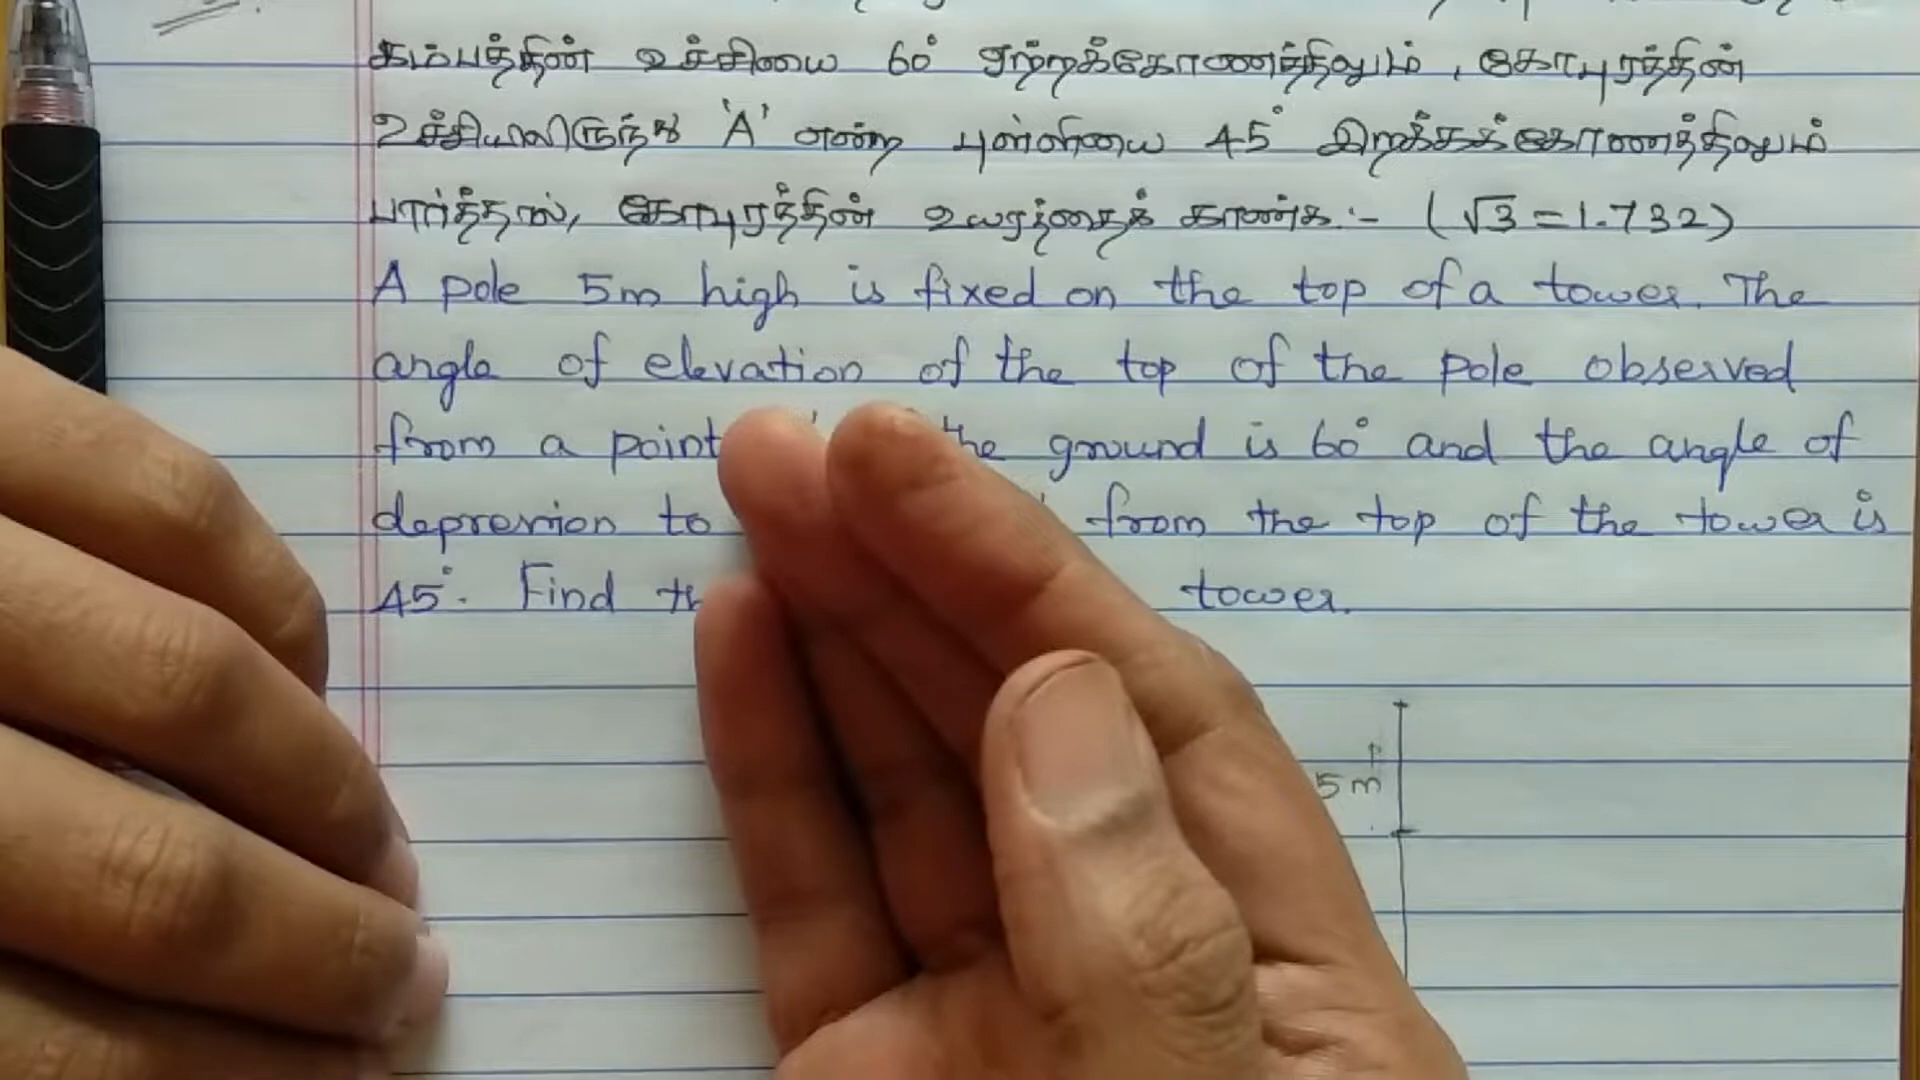 கம்பத்தின் உச்சியை 60° ஏற்றக்கோணத்திலும், கோபுரத்தின்
உச்சியிலிருந்து 'A' என்ற புள்ளியை 45° இறக்கக்கோணத்திலும்
பார்த்தால், கோபுரத்தின் உயரத்தைக் காண்க :- (√3 = 1.732)
A pole 5m high is fixed on the top of a tower. The
angle of elevation of the top of the pole observed
from a point the ground is 60° and the angle of
depression to from the top of the tower is
45°. Find tower.
5 m